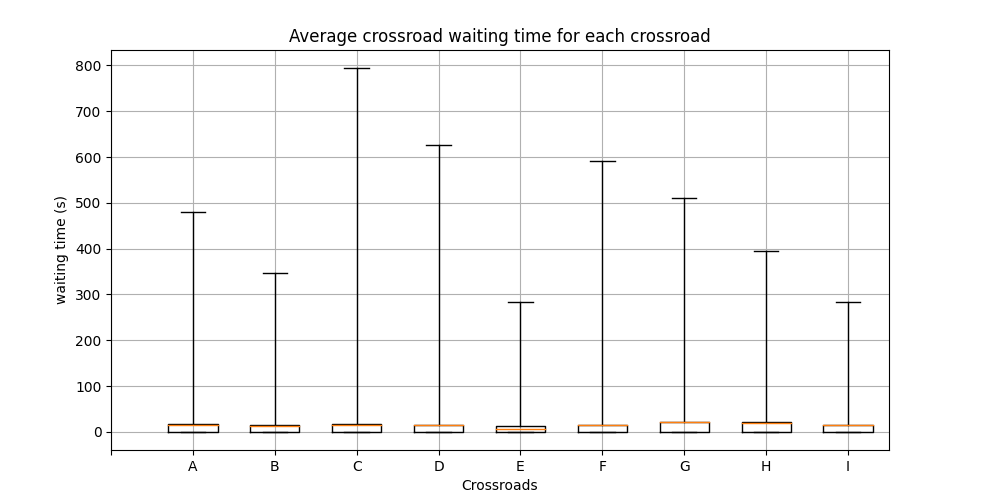 Average crossroad waiting time for each crossroad
800
700
600
500
400
300
200
100
0
waiting time (s)
A B C D E F G H I
Crossroads